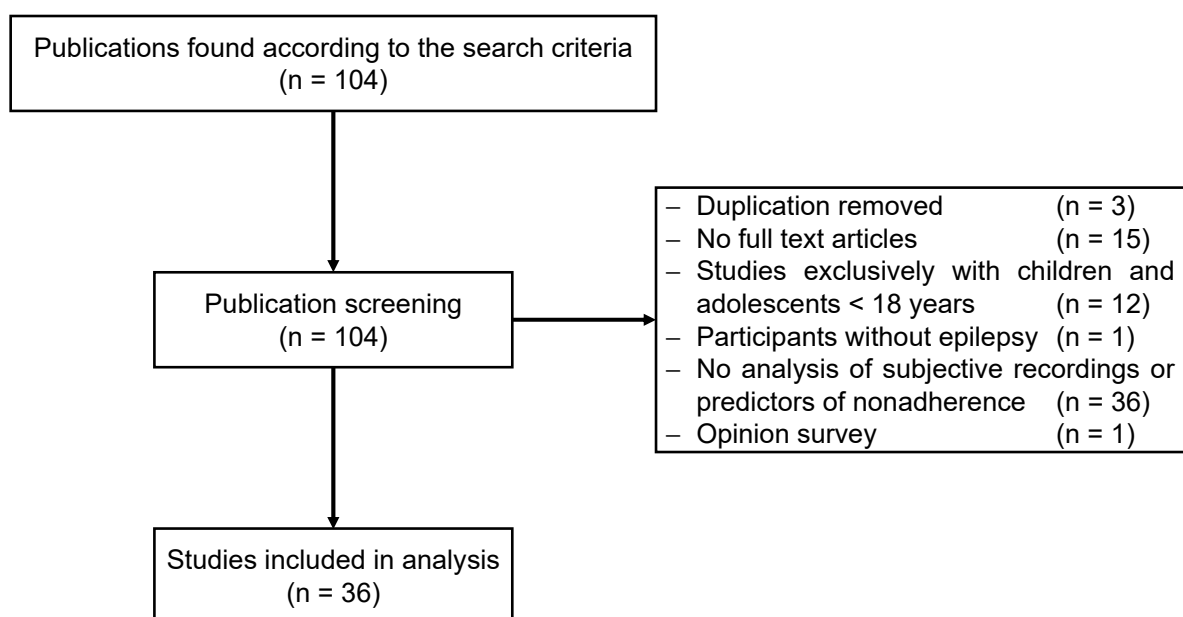 Publications found according to the search criteria
(n = 104)
Publication screening
(n = 104)
– Duplication removed (n = 3)
– No full text articles (n = 15)
– Studies exclusively with children and
adolescents < 18 years (n = 12)
– Participants without epilepsy (n = 1)
– No analysis of subjective recordings or
predictors of nonadherence (n = 36)
– Opinion survey (n = 1)
Studies included in analysis
(n = 36)